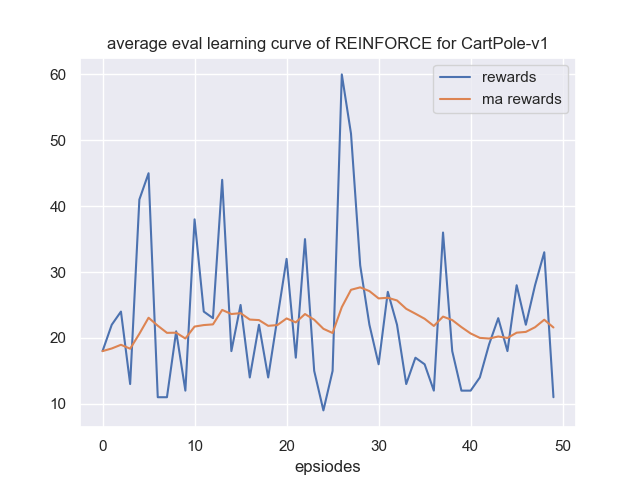 average eval learning curve of REINFORCE for CartPole-v1
rewards
ma rewards
60
50
40
30
20
10
0 10 20 30 40 50
epsiodes